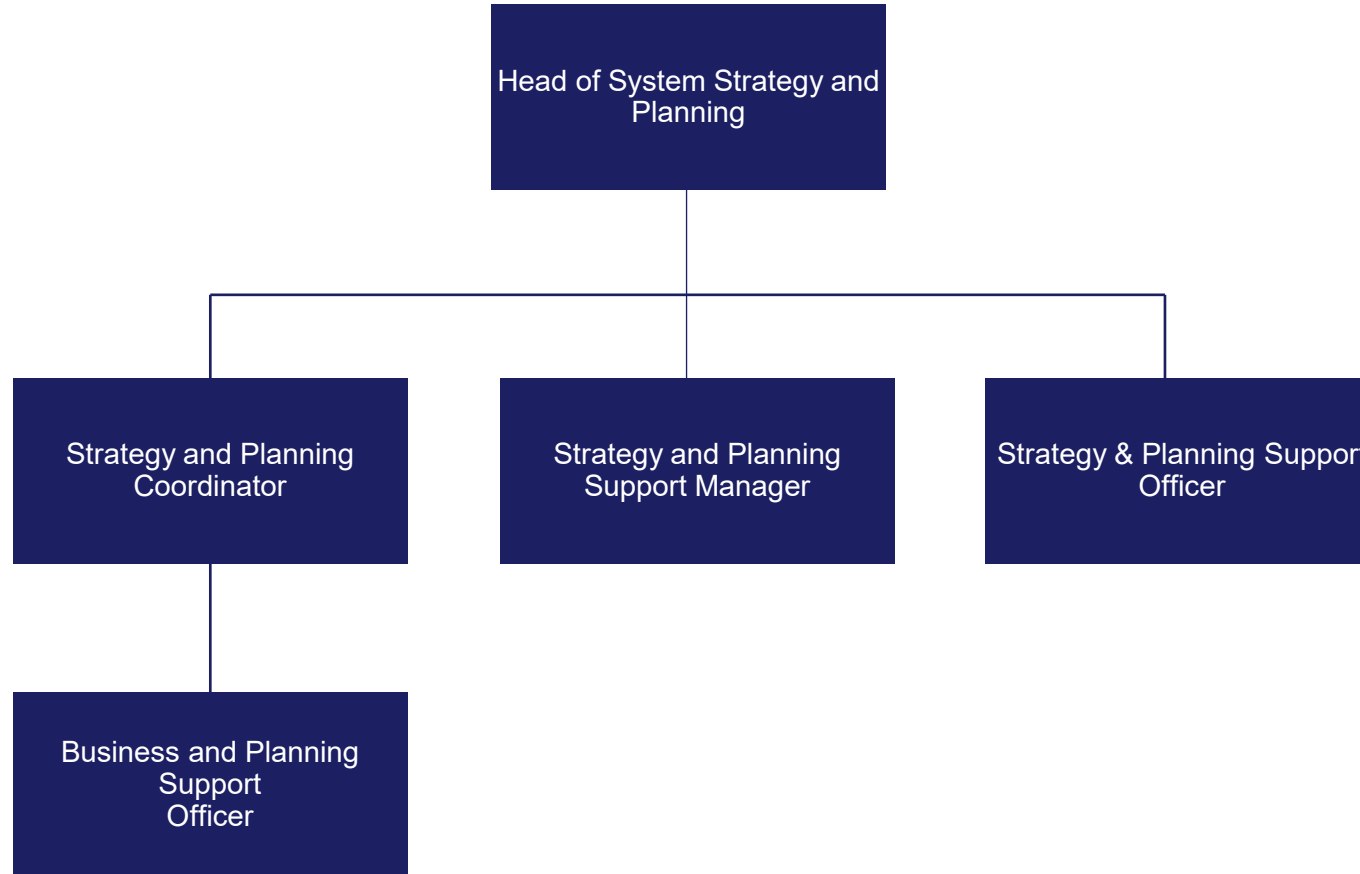 Head of System Strategy and
Planning
Strategy and Planning
Coordinator
Strategy and Planning
Support Manager
Strategy & Planning Support
Officer
Business and Planning
Support
Officer